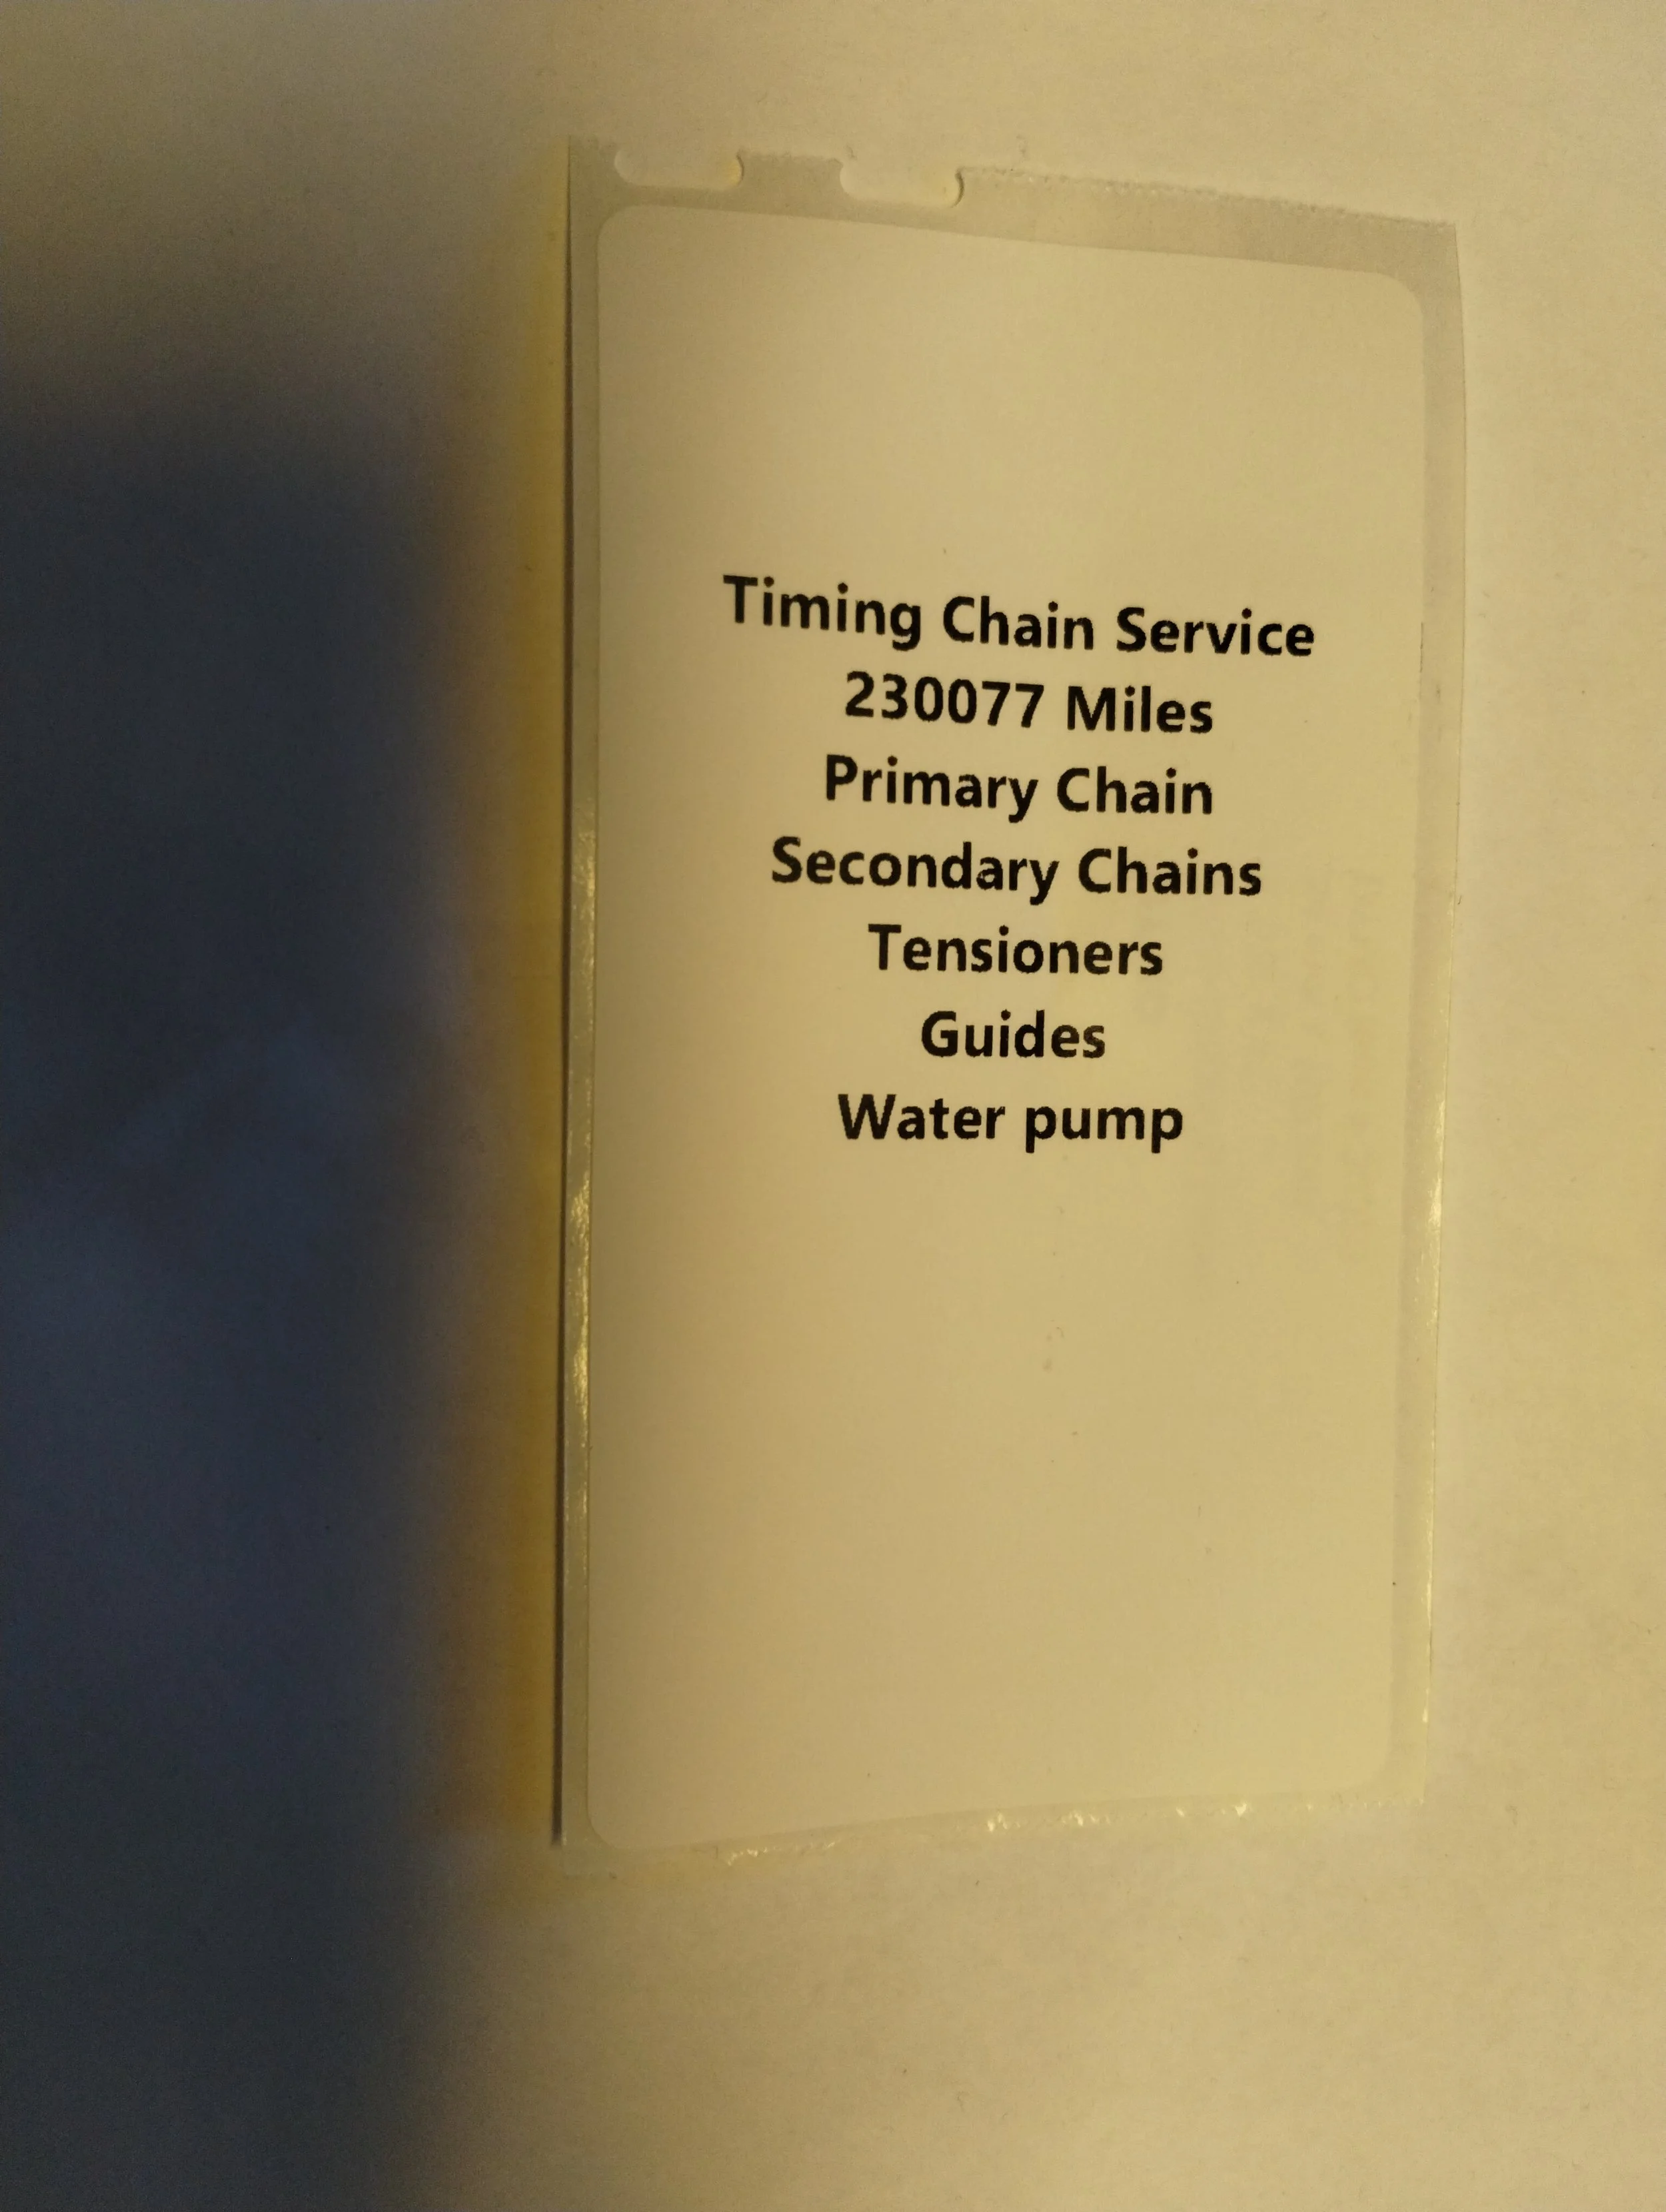 Timing Chain Service
230077 Miles
Primary Chain
Secondary Chains
Tensioners
Guides
Water pump